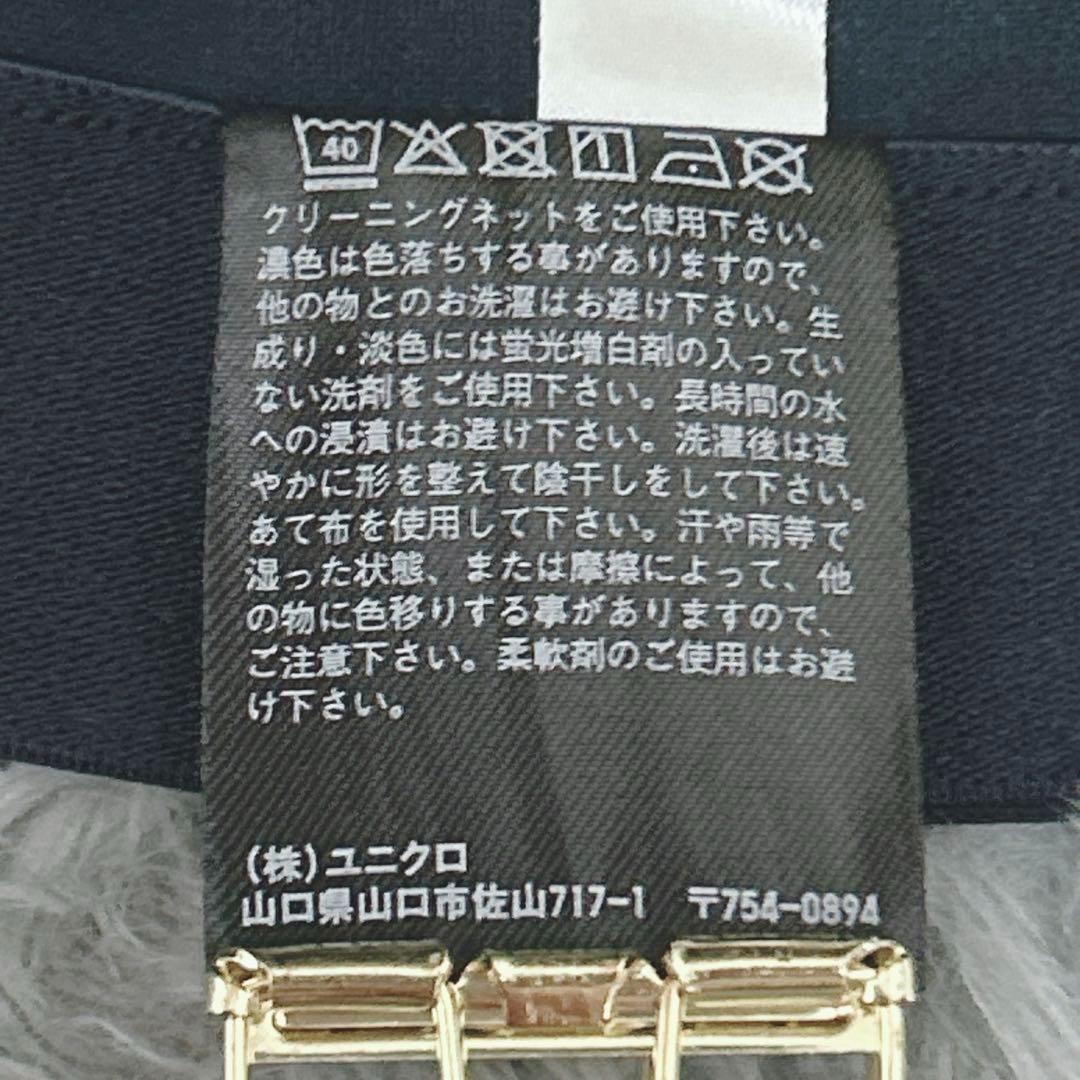 40
クリーニングネットをご使用下さい。
濃色は色落ちする事がありますので、
他の物とのお洗濯はお避け下さい。生
成り・淡色には蛍光増白剤の入ってい
ない洗剤をご使用下さい。長時間の水
への浸漬はお避け下さい。洗濯後は速
やかに形を整えて陰干しをして下さい。
あて布を使用して下さい。汗や雨等で
湿った状態、または摩擦によって、他
の物に色移りする事がありますので、
ご注意下さい。柔軟剤のご使用はお避
け下さい。
(株)ユニクロ
山口県山口市佐山717-1 〒754-0894